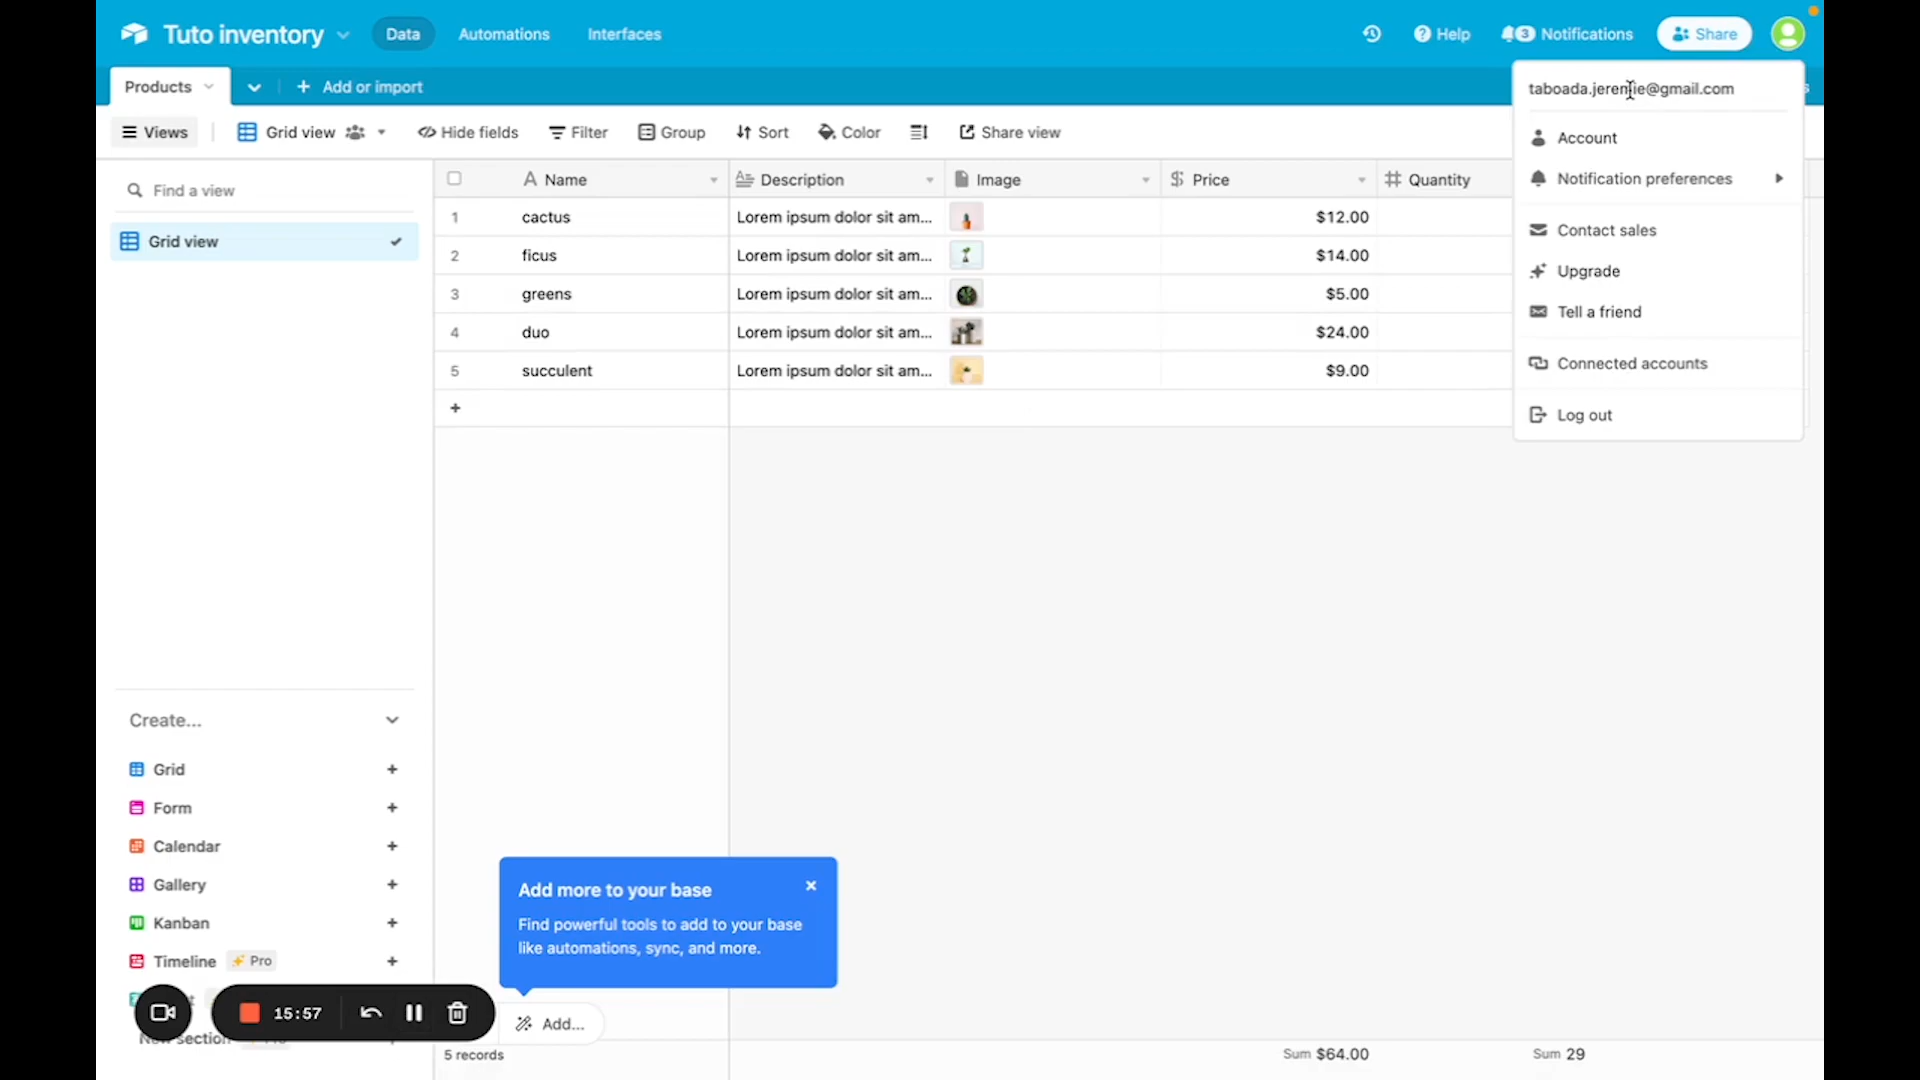 Tuto inventory
Data
Automations
Interfaces
Help
3
Notifications
Share
Products
Add or import
taboada.jeremie@gmail.com
Views
Grid view
Hide fields
Filter
Group
Sort
Color
Share view
Account
Notification preferences
Contact sales
Upgrade
Tell a friend
Connected accounts
Log out
Find a view
Grid view
Name
Description
Image
Price
Quantity
1 cactus Lorem ipsum dolor sit am... $12.00
2 ficus Lorem ipsum dolor sit am... $14.00
3 greens Lorem ipsum dolor sit am... $5.00
4 duo Lorem ipsum dolor sit am... $24.00
5 succulent Lorem ipsum dolor sit am... $9.00
Create...
Grid
Form
Calendar
Gallery
Kanban
Timeline
Pro
section
Add more to your base
Find powerful tools to add to your base
like automations, sync, and more.
15:57
Add...
5 records
Sum $64.00
Sum 29